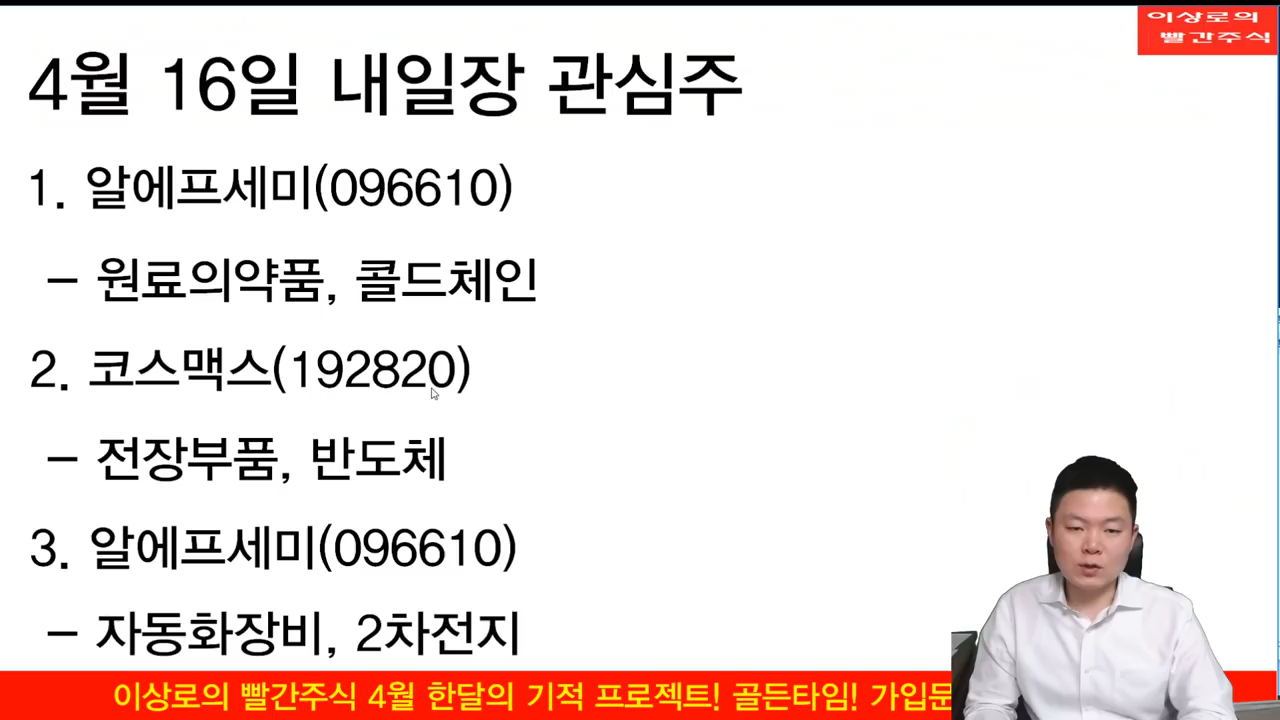 이상로의
빨간주식
4월 16일 내일장 관심주
1. 알에프세미(096610)
- 원료의약품, 콜드체인
2. 코스맥스(192820)
- 전장부품, 반도체
3. 알에프세미(096610)
- 자동화장비, 2차전지
이상로의 빨간주식 4월 한달의 기적 프로젝트! 골든타임! 가입문